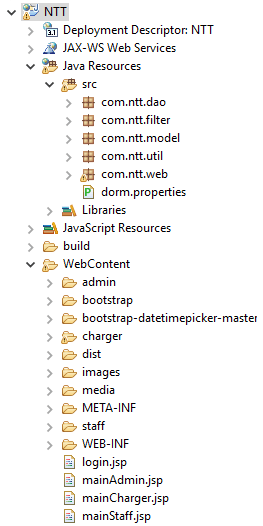 NTT
Deployment Descriptor: NTT
JAX-WS Web Services
Java Resources
src
com.ntt.dao
com.ntt.filter
com.ntt.model
com.ntt.util
com.ntt.web
dorm.properties
Libraries
JavaScript Resources
build
WebContent
admin
bootstrap
bootstrap-datetimepicker-master
charger
dist
images
media
META-INF
staff
WEB-INF
login.jsp
mainAdmin.jsp
mainCharger.jsp
mainStaff.jsp